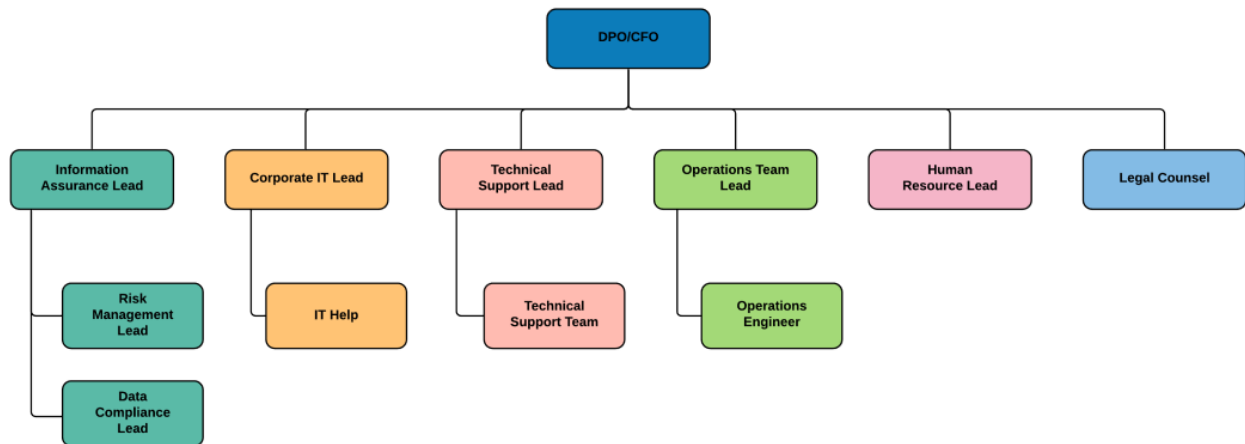 DPO/CFO
Information
Assurance Lead
Corporate IT Lead
Technical
Support Lead
Operations Team
Lead
Human
Resource Lead
Legal Counsel
Risk
Management
Lead
IT Help
Technical
Support Team
Operations
Engineer
Data
Compliance
Lead